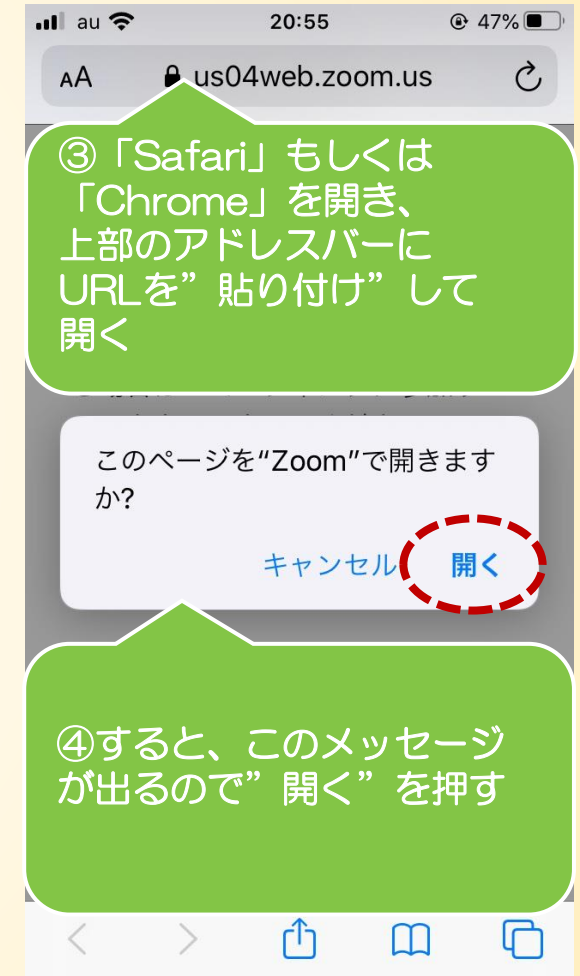 au 20:55 47%
AA us04web.zoom.us
③「Safari」もしくは
「Chrome」を開き、
上部のアドレスバーに
URLを”貼り付け”して
開く
このページを“Zoom”で開きます
か?
キャンセル 開く
④すると、このメッセージ
が出るので”開く”を押す